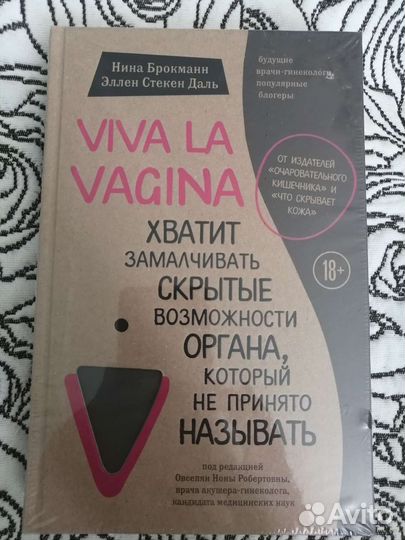 Нина Брокманн
Эллен Стекен Даль
будущие
врачи-гинекологи,
популярные
блогеры
VIVA LA
VAGINA
ОТ ИЗДАТЕЛЕЙ
«ОЧАРОВАТЕЛЬНОГО
КИШЕЧНИКА» И
«ЧТО СКРЫВАЕТ
КОЖА»
18+
ХВАТИТ
ЗАМАЛЧИВАТЬ
СКРЫТЫЕ
ВОЗМОЖНОСТИ
ОРГАНА,
КОТОРЫЙ
НЕ ПРИНЯТО
НАЗЫВАТЬ
под редакцией
Овсепян Ноны Робертовны,
врача акушера-гинеколога,
кандидата медицинских наук
Avito